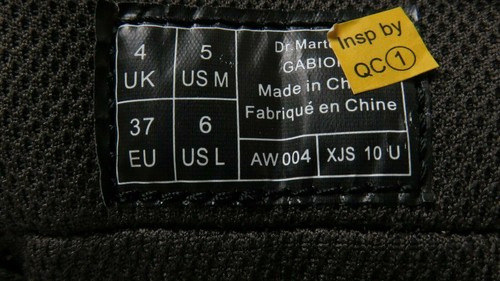 4
UK
5
US M
37
EU
6
US L
Dr Marte
GABIO
Made in Ch
Fabriqué en Chine
AW 004
XJS 10 U
Insp by
QC 1